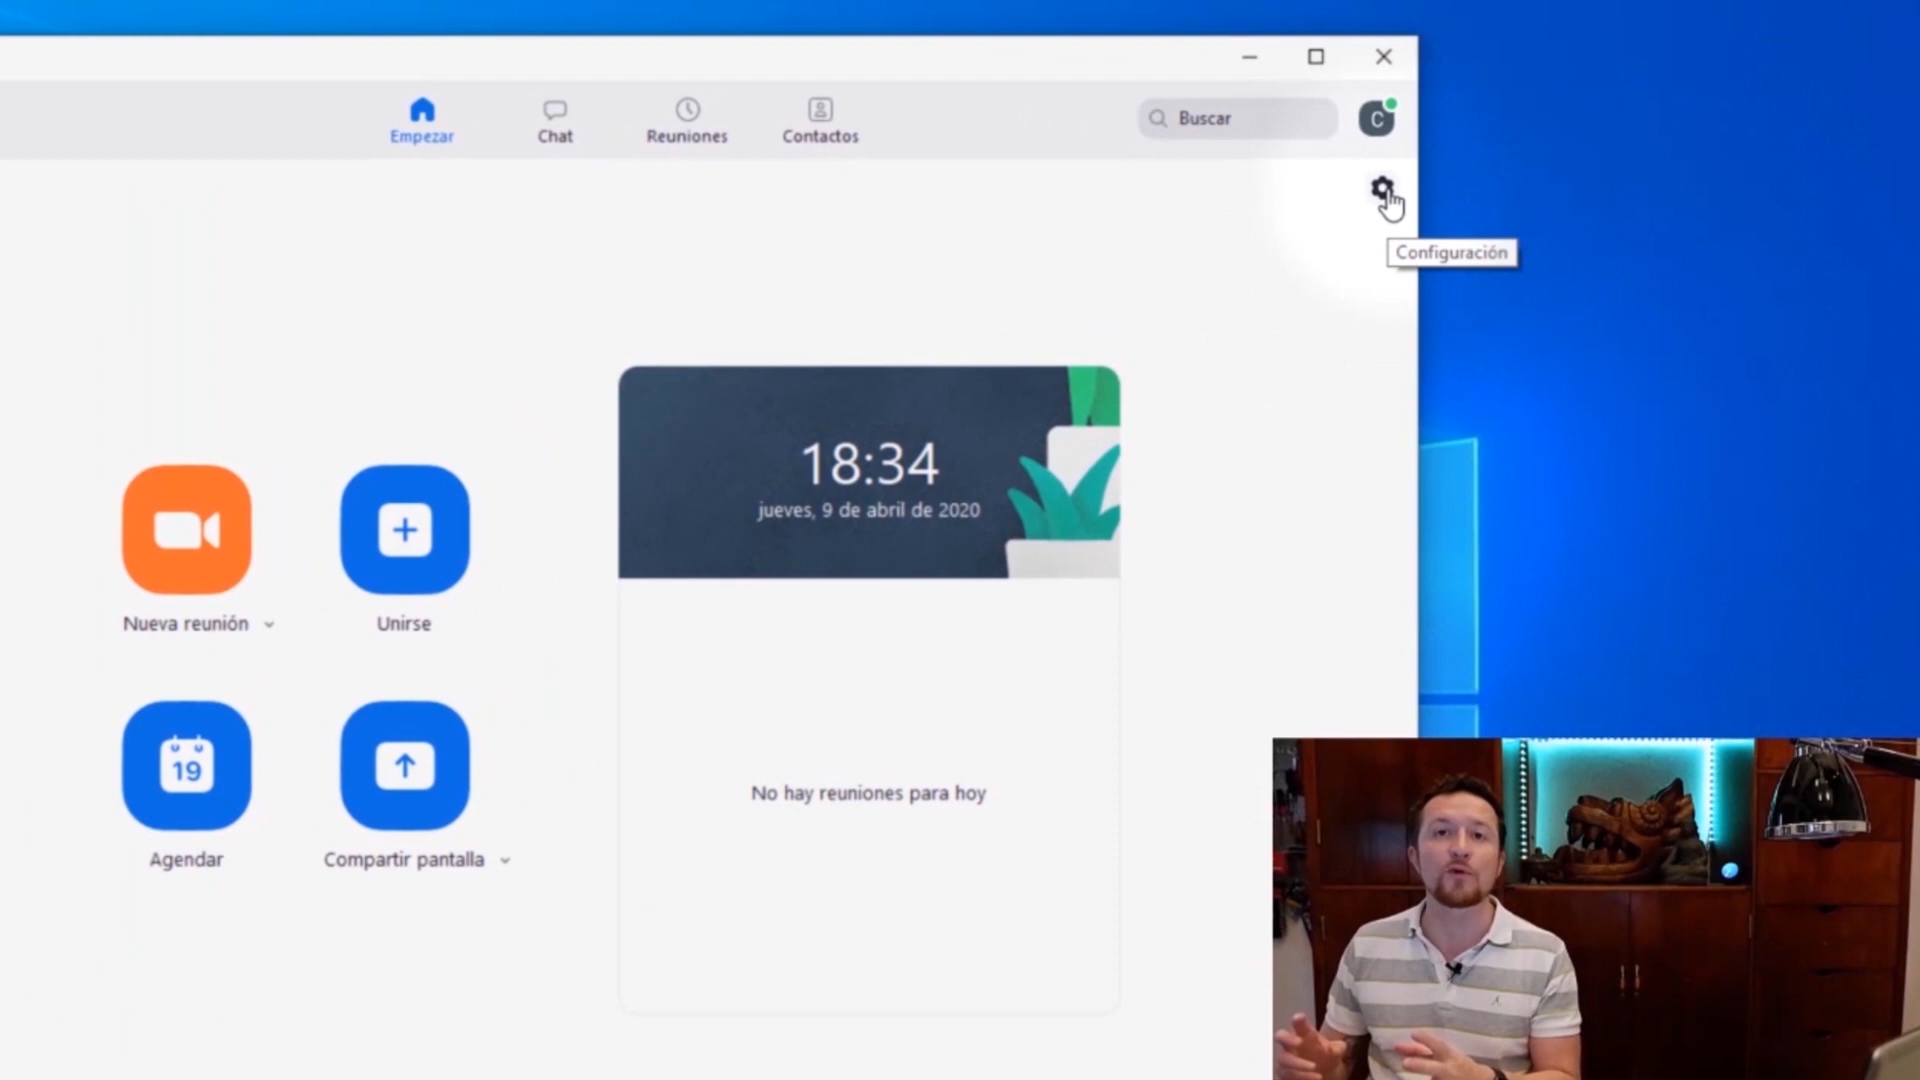 Empezar
Chat
Reuniones
Contactos
Buscar
C
Configuración
18:34
jueves, 9 de abril de 2020
Nueva reunión
Unirse
19
Agendar
Compartir pantalla
No hay reuniones para hoy